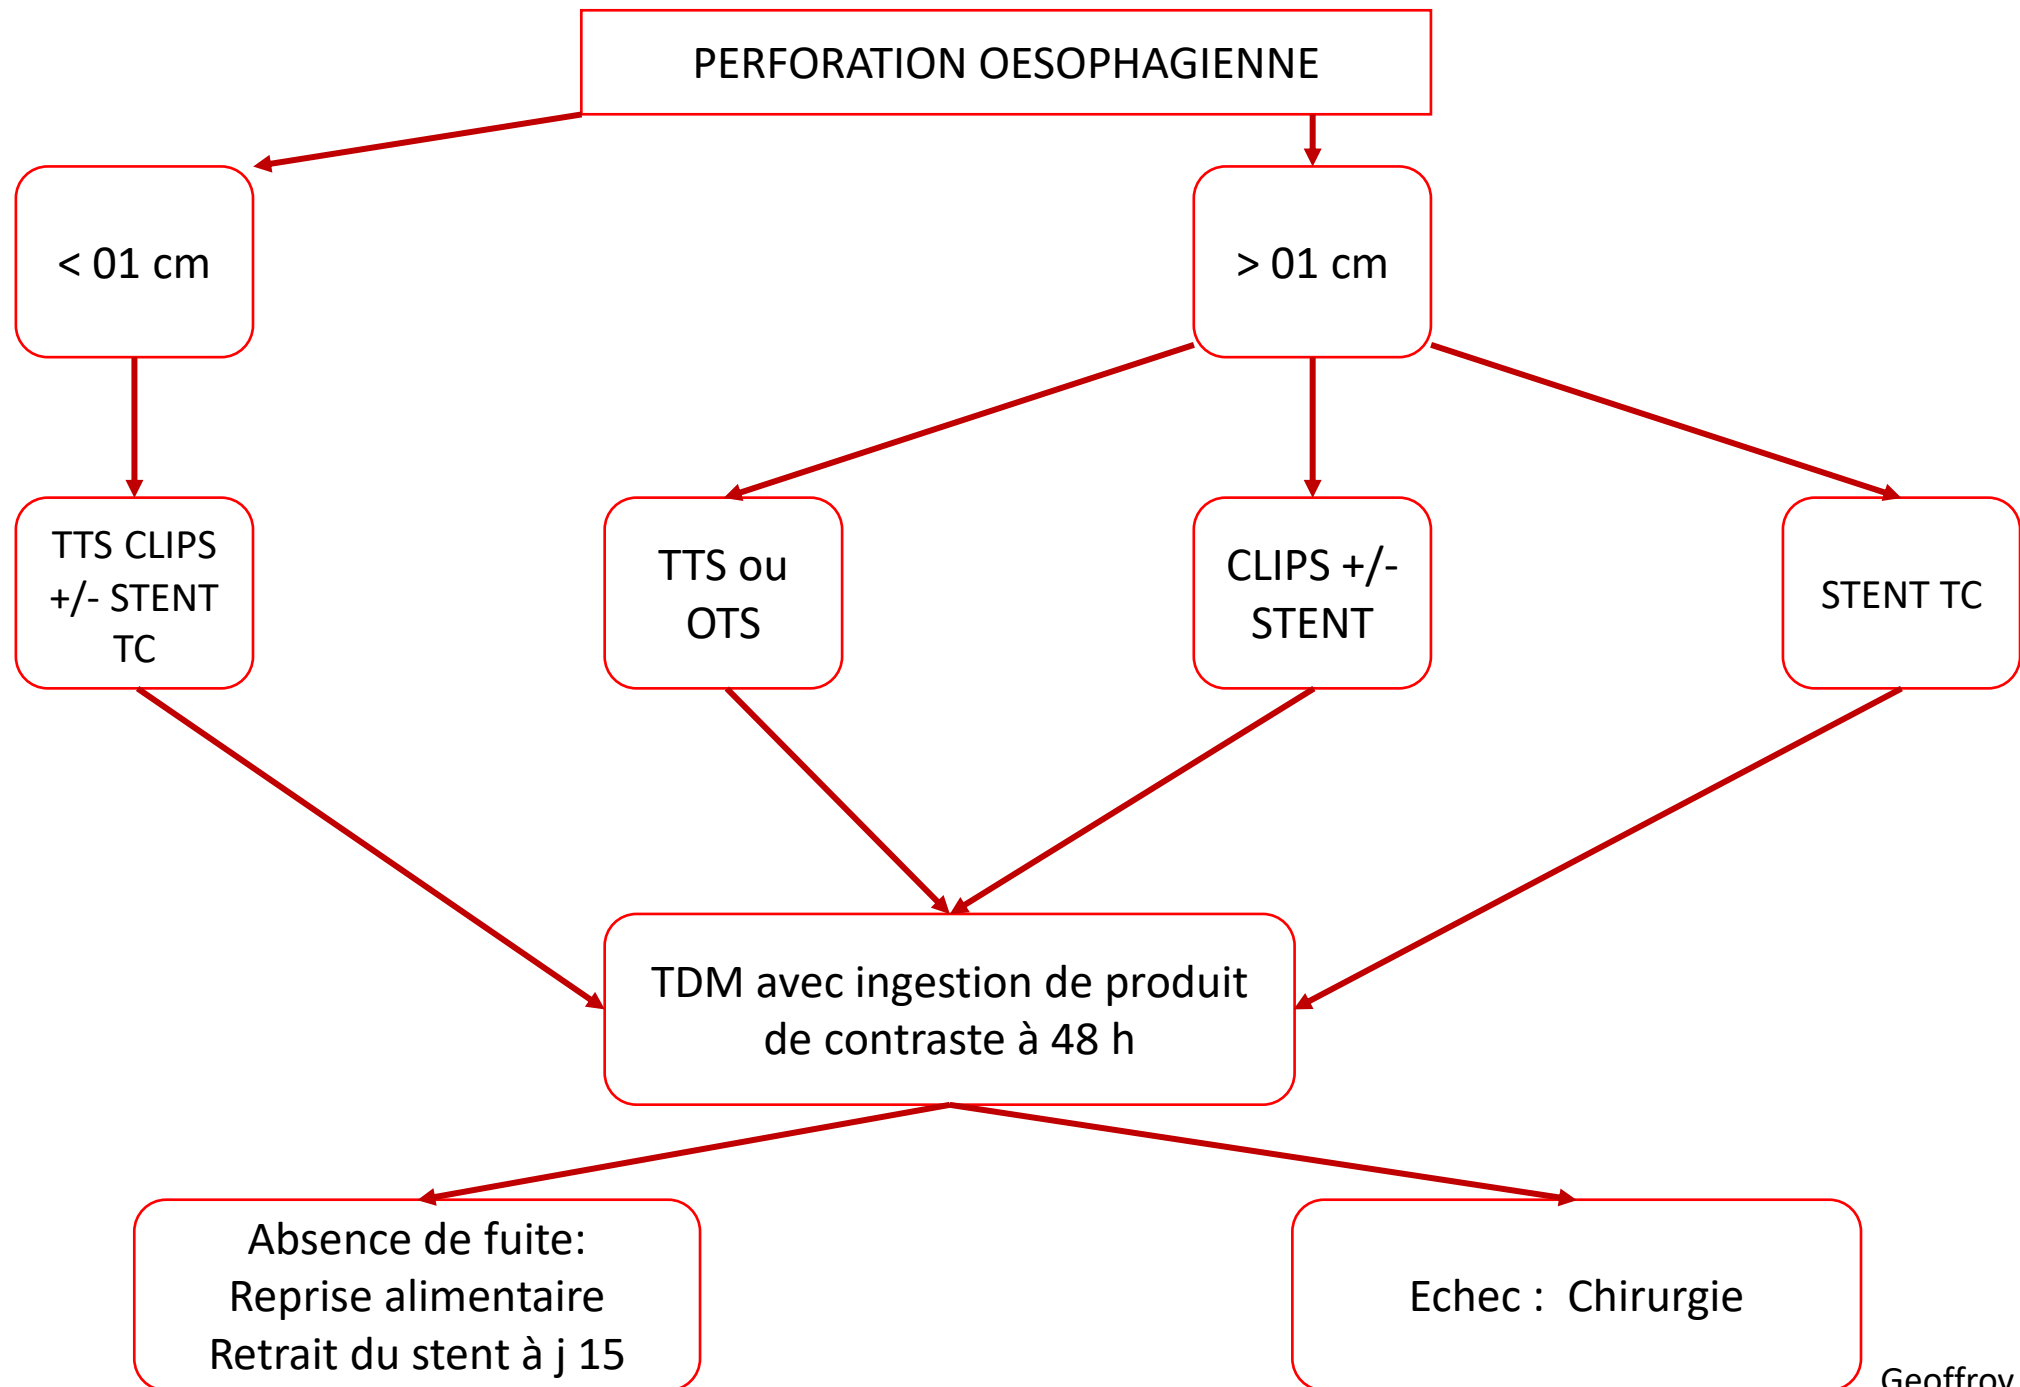 PERFORATION OESOPHAGIENNE
< 01 cm
> 01 cm
TTS CLIPS
+/- STENT
TC
TTS ou
OTS
CLIPS +/-
STENT
STENT TC
TDM avec ingestion de produit
de contraste à 48 h
Absence de fuite:
Reprise alimentaire
Retrait du stent à j 15
Echec : Chirurgie
Geoffroy